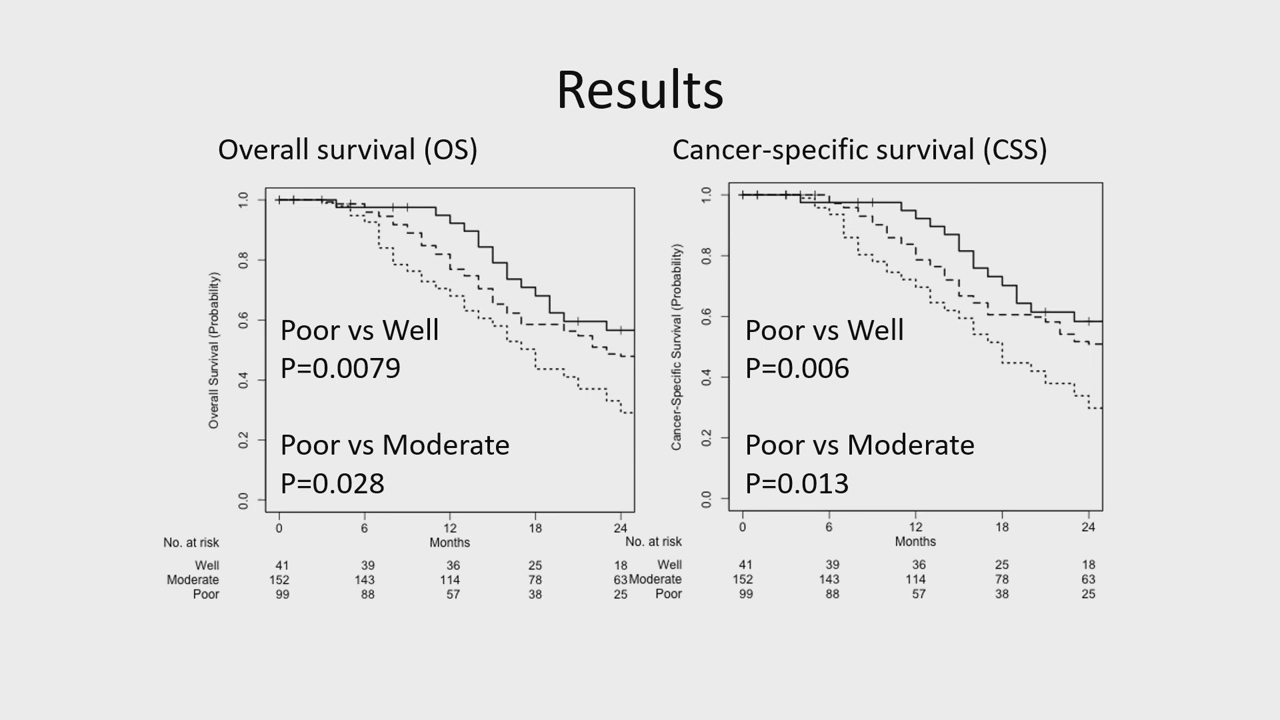 Results
Overall survival (OS)
Cancer-specific survival (CSS)
Overall Survival (Probability)
1.0
0.8
0.6
0.4
0.2
0.0
Poor vs Well
P=0.0079
Poor vs Moderate
P=0.028
0 6 12 18 24
Months
No. at risk
Well 41 39 36 25 18
Moderate 152 143 114 78 63
Poor 99 88 57 38 25
Cancer-Specific Survival (Probability)
1.0
0.8
0.6
0.4
0.2
0.0
Poor vs Well
P=0.006
Poor vs Moderate
P=0.013
0 6 12 18 24
Months
No. at risk
Well 41 39 36 25 18
Moderate 152 143 114 78 63
Poor 99 88 57 38 25